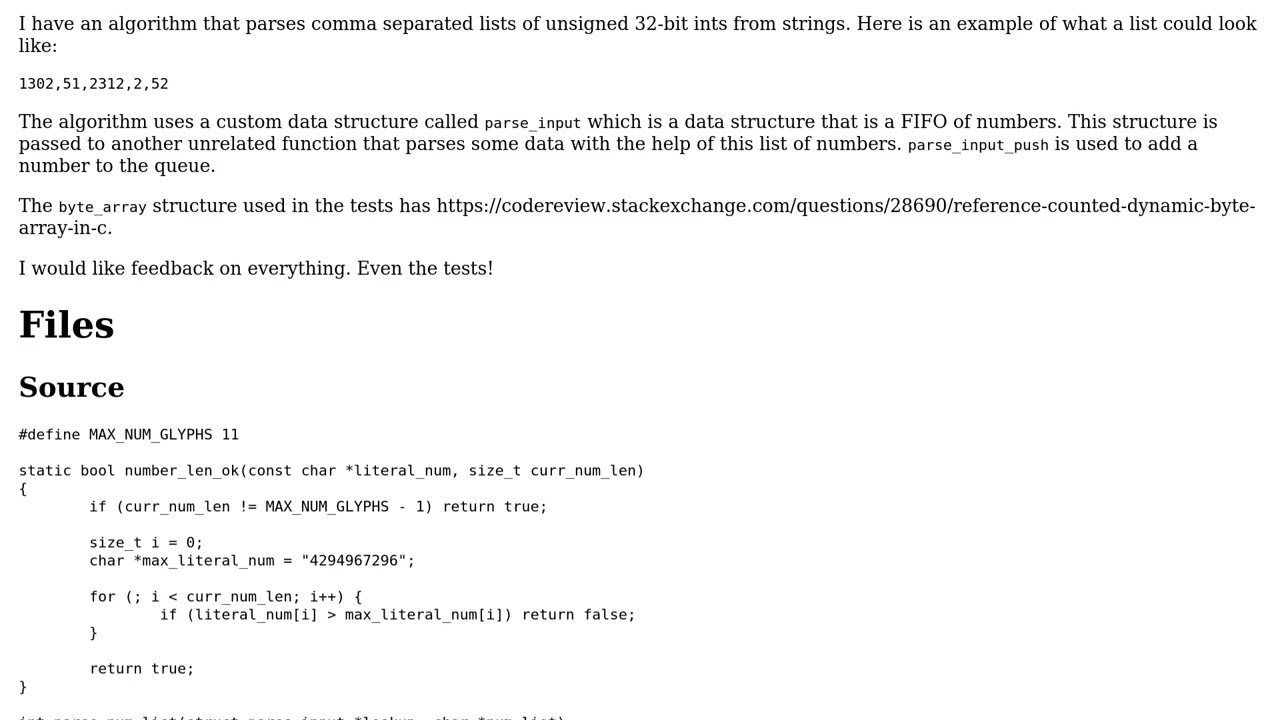 I have an algorithm that parses comma separated lists of unsigned 32-bit ints from strings. Here is an example of what a list could look
like:
1302,51,2312,2,52
The algorithm uses a custom data structure called parse_input which is a data structure that is a FIFO of numbers. This structure is
passed to another unrelated function that parses some data with the help of this list of numbers. parse_input_push is used to add a
number to the queue.
The byte_array structure used in the tests has https://codereview.stackexchange.com/questions/28690/reference-counted-dynamic-byte-
array-in-c.
I would like feedback on everything. Even the tests!
Files
Source
#define MAX_NUM_GLYPHS 11
static bool number_len_ok(const char *literal_num, size_t curr_num_len)
{
if (curr_num_len != MAX_NUM_GLYPHS - 1) return true;
size_t i = 0;
char *max_literal_num = "4294967296";
for (; i < curr_num_len; i++) {
if (literal_num[i] > max_literal_num[i]) return false;
}
return true;
}
int parse_num_list(struct parse_input *lookup, char *num_list)